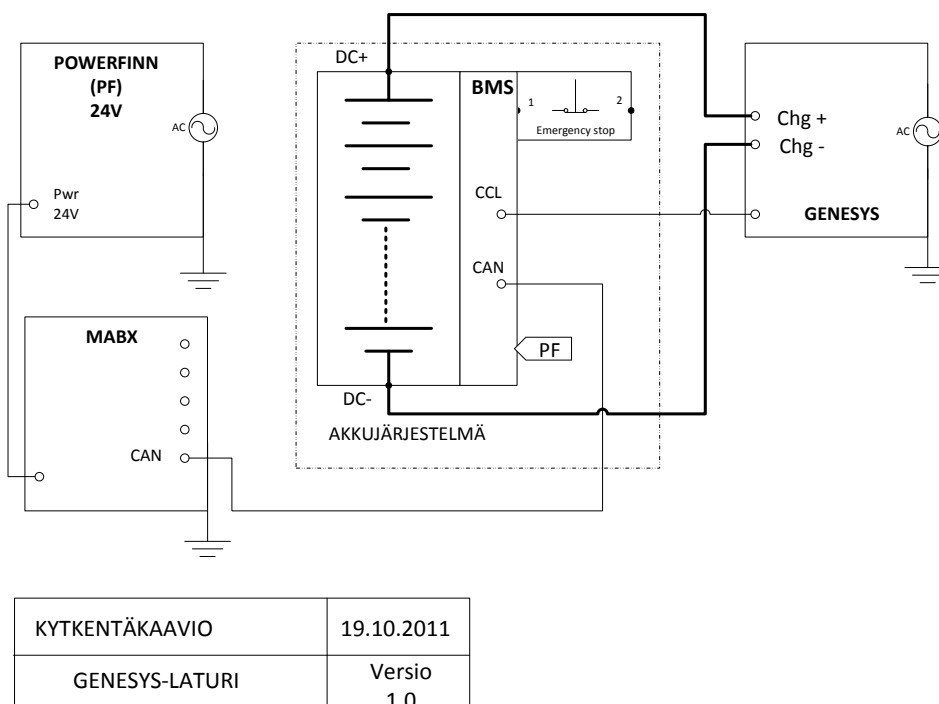 POWERFINN
(PF)
24V
AC
Pwr
24V
MABX
CAN
DC+
BMS
1
2
Emergency stop
CCL
CAN
PF
DC-
AKKUJÄRJESTELMÄ
Chg +
Chg -
AC
GENESYS
KYTKENTÄKAAVIO
19.10.2011
GENESYS-LATURI
Versio
1.0